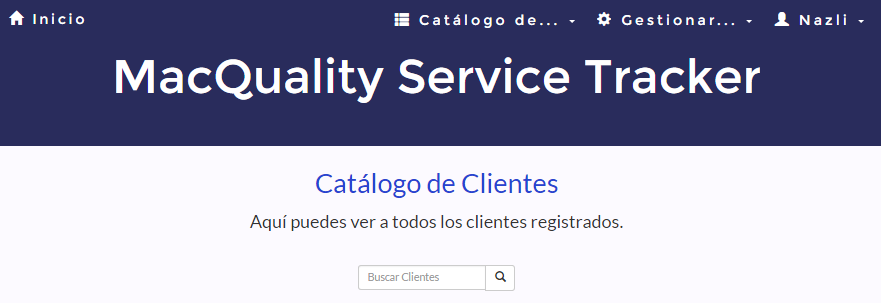 Inicio Catálogo de... Gestionar... Nazli
MacQuality Service Tracker
Catálogo de Clientes
Aquí puedes ver a todos los clientes registrados.
Buscar Clientes